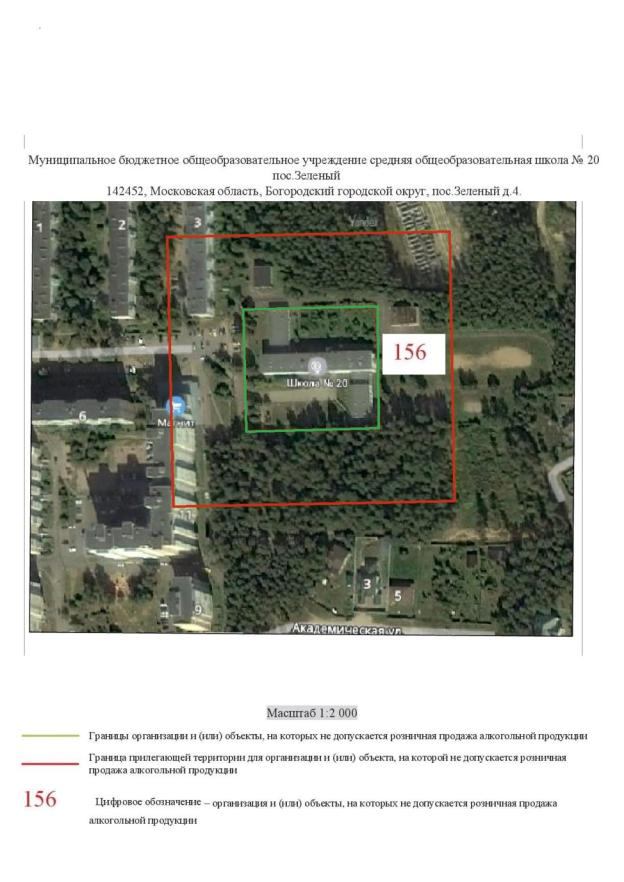 Муниципальное бюджетное общеобразовательное учреждение средняя общеобразовательная школа № 20
пос.Зеленый
142452, Московская область, Богородский городской округ, пос.Зеленый д.4.
1
2
3
Yandex
156
Школа № 20
6
Магнит
11
3
5
9
Академическая ул.
Масштаб 1:2 000
Границы организации и (или) объекты, на которых не допускается розничная продажа алкогольной продукции
Граница прилегающей территории для организации и (или) объекта, на которой не допускается розничная
продажа алкогольной продукции
156 Цифровое обозначение – организация и (или) объекты, на которых не допускается розничная продажа
алкогольной продукции